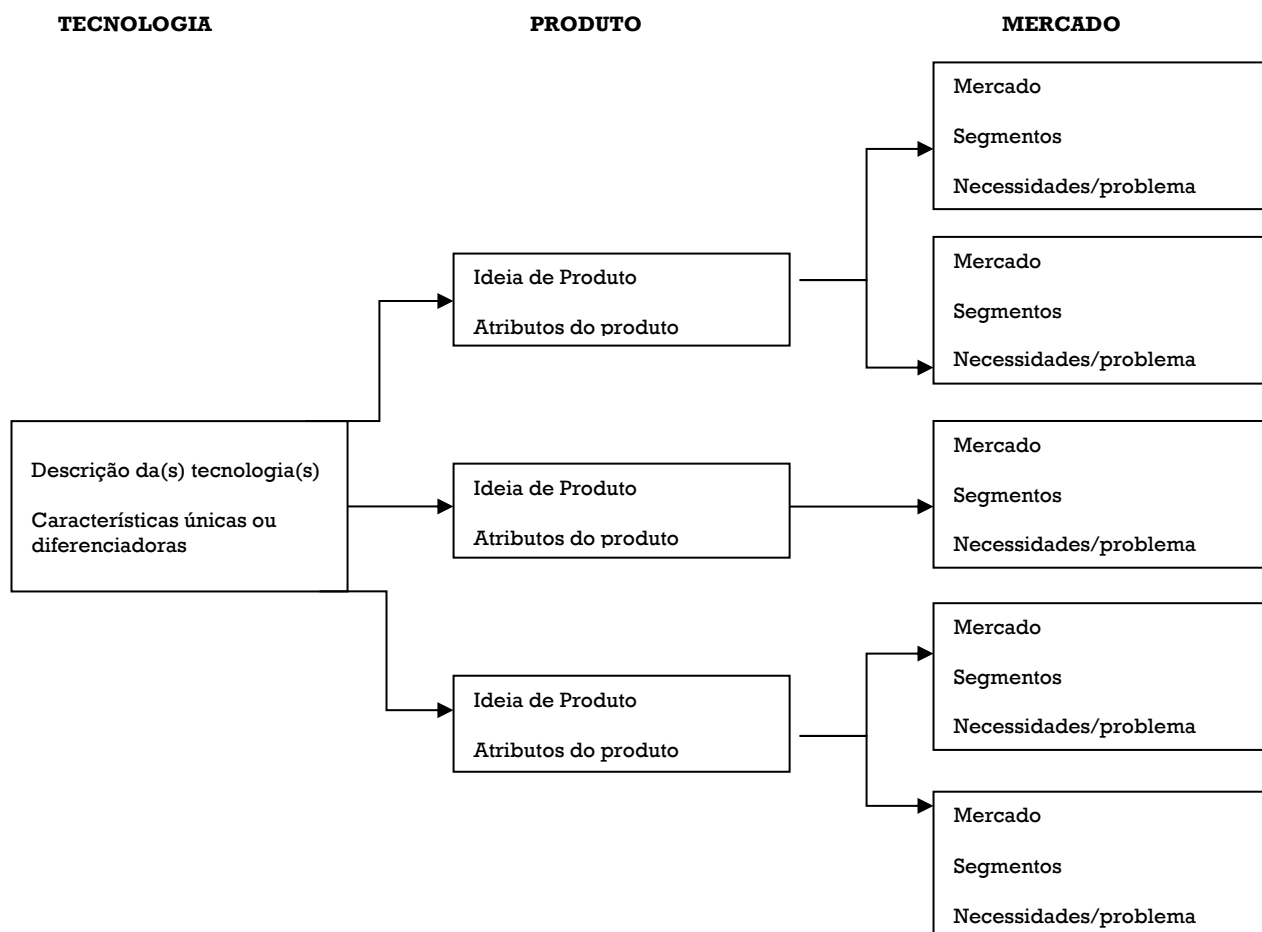 TECNOLOGIA
PRODUTO
MERCADO
Mercado
Segmentos
Necessidades/problema
Mercado
Segmentos
Necessidades/problema
Ideia de Produto
Atributos do produto
Descrição da(s) tecnologia(s)
Características únicas ou
diferenciadoras
Ideia de Produto
Atributos do produto
Mercado
Segmentos
Necessidades/problema
Ideia de Produto
Atributos do produto
Mercado
Segmentos
Necessidades/problema
Mercado
Segmentos
Necessidades/problema